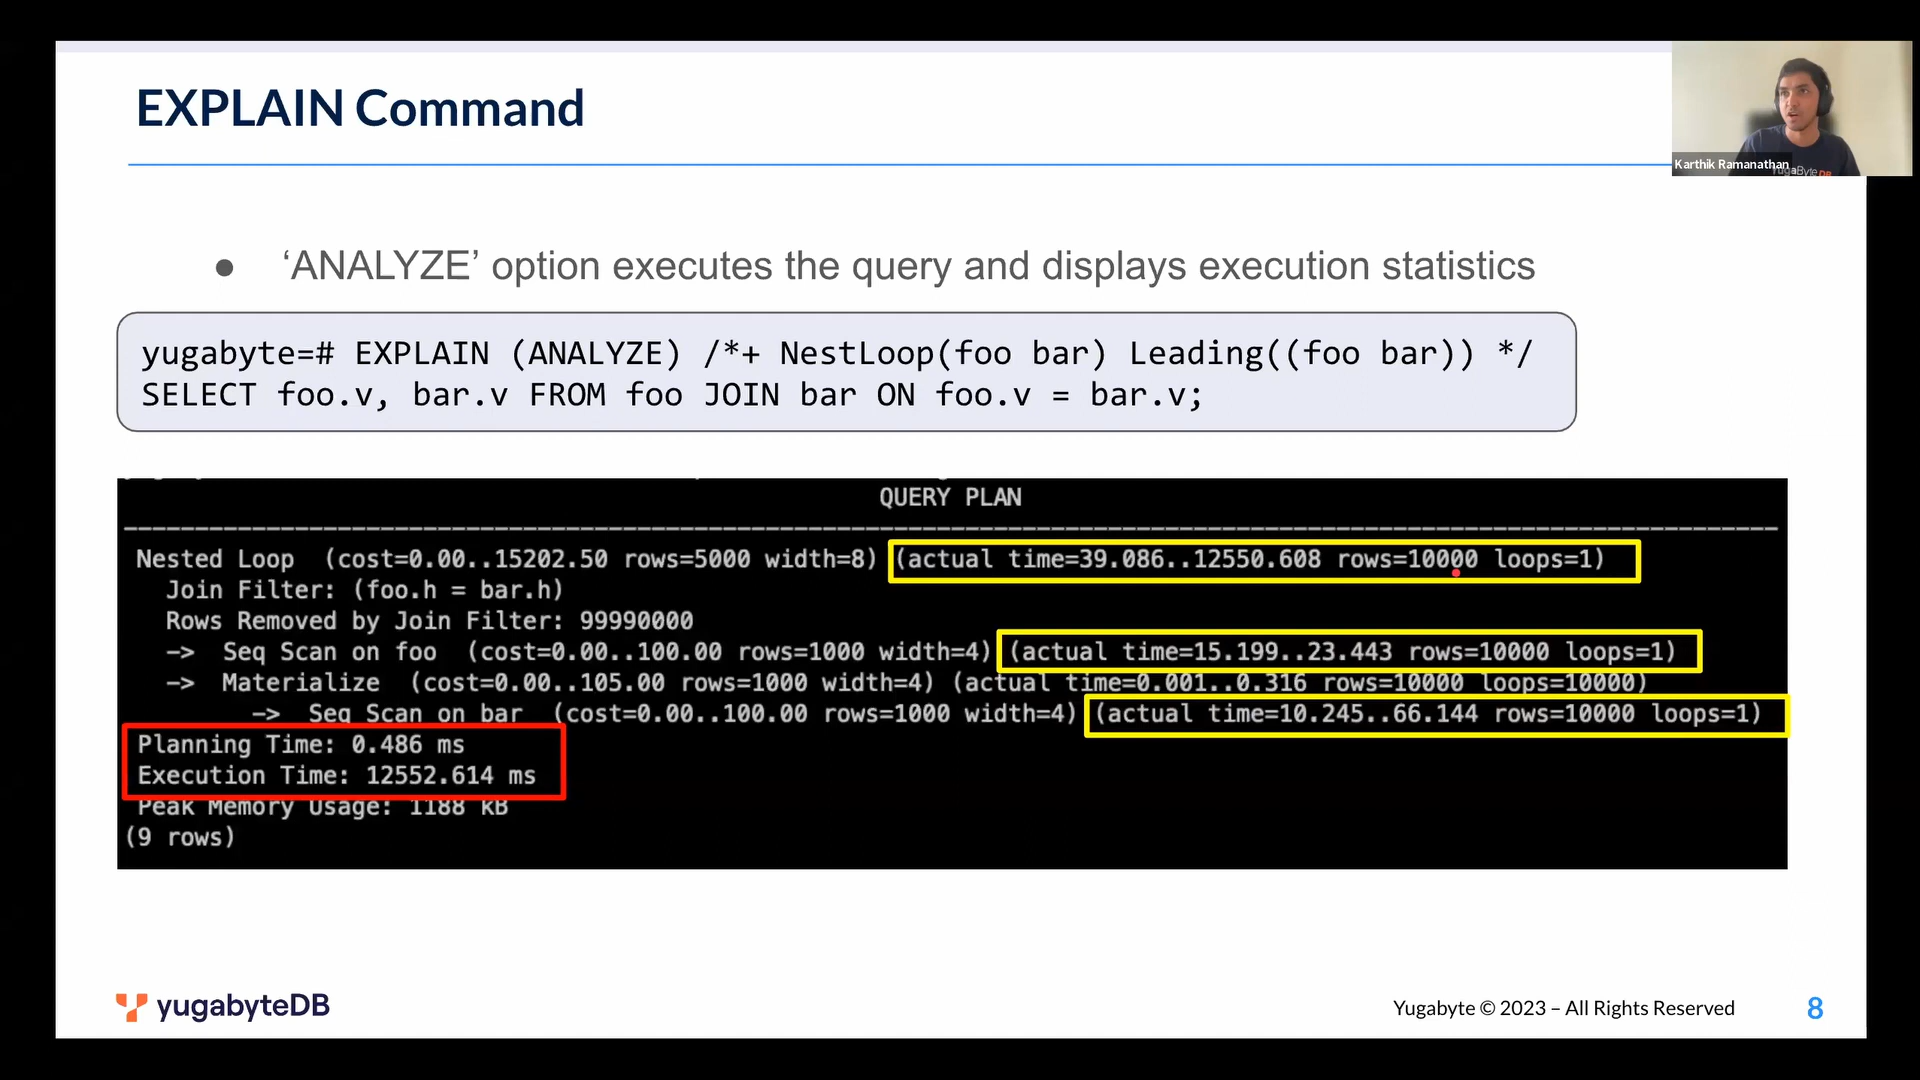 EXPLAIN Command
Karthik Ramanathan
YugaByte DB
● ‘ANALYZE’ option executes the query and displays execution statistics
yugabyte=# EXPLAIN (ANALYZE) /*+ NestLoop(foo bar) Leading((foo bar)) */
SELECT foo.v, bar.v FROM foo JOIN bar ON foo.v = bar.v;
QUERY PLAN
Nested Loop (cost=0.00..15202.50 rows=5000 width=8) (actual time=39.086..12550.608 rows=10000 loops=1)
Join Filter: (foo.h = bar.h)
Rows Removed by Join Filter: 99990000
-> Seq Scan on foo (cost=0.00..100.00 rows=1000 width=4) (actual time=15.199..23.443 rows=10000 loops=1)
-> Materialize (cost=0.00..105.00 rows=1000 width=4) (actual time=0.001..0.316 rows=10000 loops=10000)
-> Seq Scan on bar (cost=0.00..100.00 rows=1000 width=4) (actual time=10.245..66.144 rows=10000 loops=1)
Planning Time: 0.486 ms
Execution Time: 12552.614 ms
Peak Memory Usage: 1188 kB
(9 rows)
yugabyteDB
Yugabyte © 2023 – All Rights Reserved
8